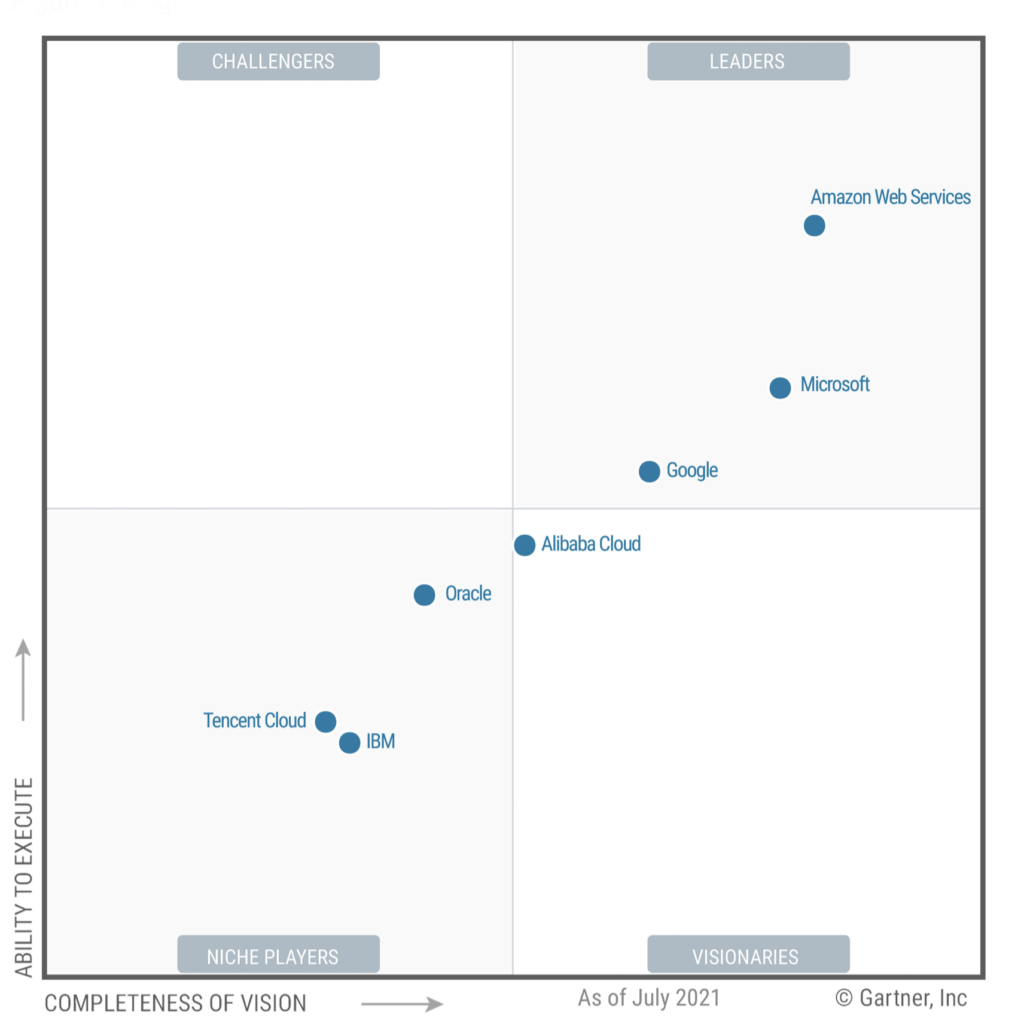 CHALLENGERS
LEADERS
Amazon Web Services
Microsoft
Google
Alibaba Cloud
Oracle
Tencent Cloud
IBM
ABILITY TO EXECUTE
NICHE PLAYERS
VISIONARIES
COMPLETENESS OF VISION
As of July 2021
© Gartner, Inc